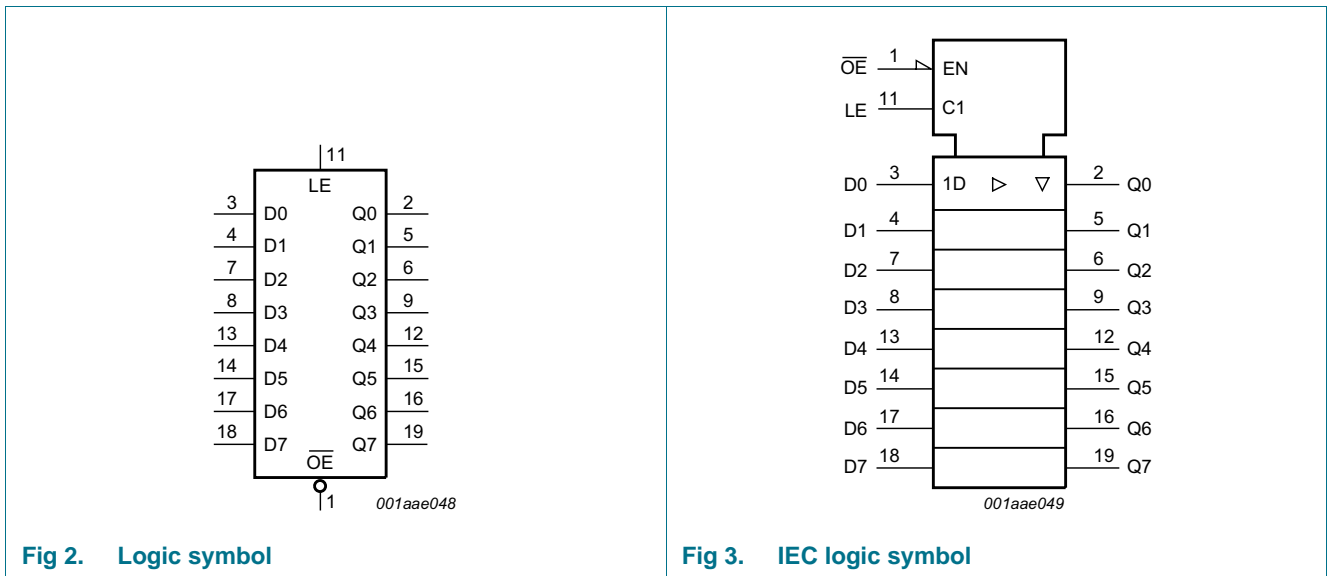 11
LE
3 D0 Q0 2
4 D1 Q1 5
7 D2 Q2 6
8 D3 Q3 9
13 D4 Q4 12
14 D5 Q5 15
17 D6 Q6 16
18 D7 Q7 19
OE
1
001aae048
Fig 2. Logic symbol
OE 1 EN
LE 11 C1
D0 3 1D 2 Q0
D1 4 5 Q1
D2 7 6 Q2
D3 8 9 Q3
D4 13 12 Q4
D5 14 15 Q5
D6 17 16 Q6
D7 18 19 Q7
001aae049
Fig 3. IEC logic symbol